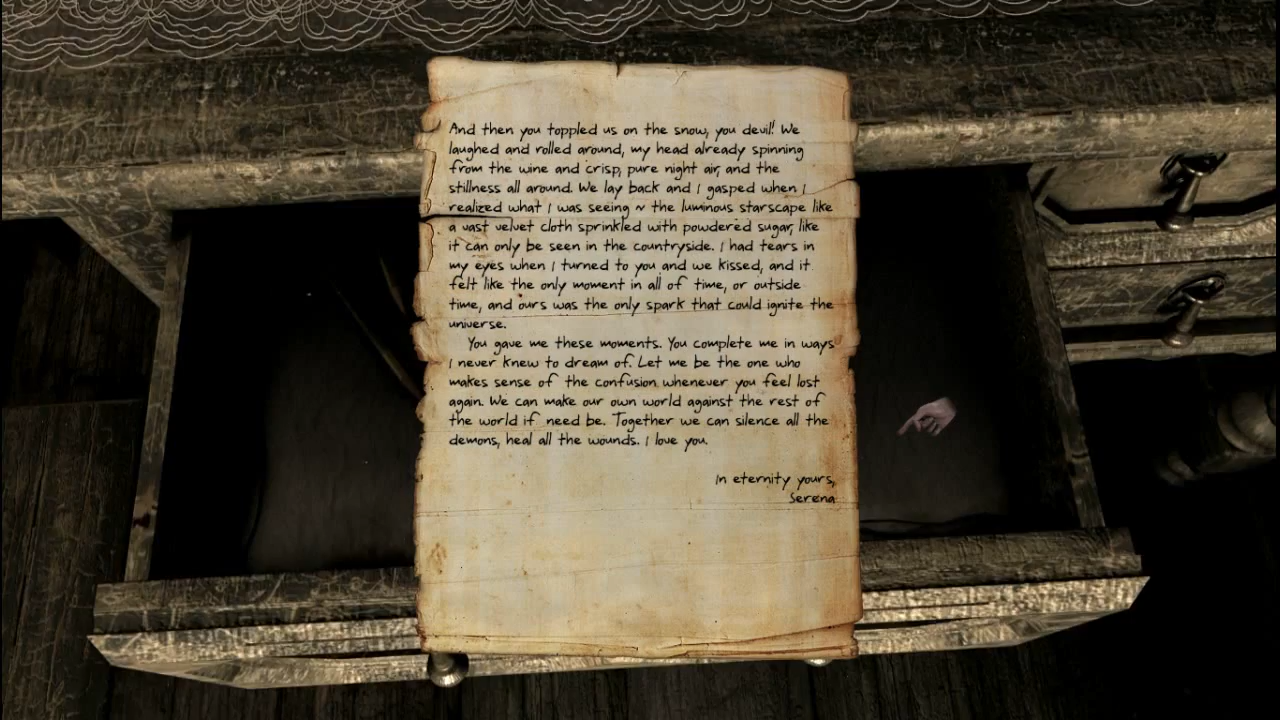 And then you toppled us on the snow, you devil! We
laughed and rolled around, my head already spinning
from the wine and crisp, pure night air, and the
stillness all around. We lay back and I gasped when I
realized what I was seeing ~ the luminous starscape like
a vast velvet cloth sprinkled with powdered sugar, like
it can only be seen in the countryside. I had tears in
my eyes when I turned to you and we kissed, and it
felt like the only moment in all of time, or outside
time, and ours was the only spark that could ignite the
universe.
You gave me these moments. You complete me in ways
I never knew to dream of. Let me be the one who
makes sense of the confusion whenever you feel lost
again. We can make our own world against the rest of
the world if need be. Together we can silence all the
demons, heal all the wounds. I love you.
In eternity yours,
Serena